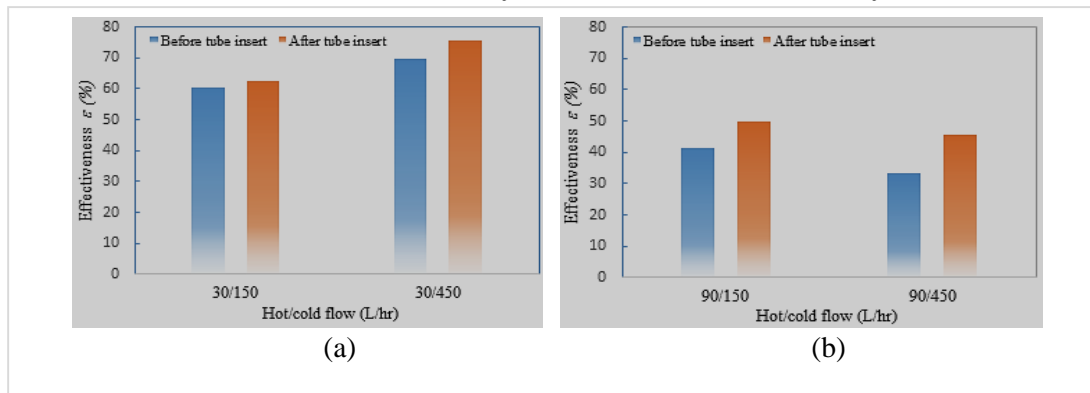 80
70
60
50
40
30
20
10
0
Effectiveness ε (%)
Before tube insert After tube insert
30/150 30/450
Hot/cold flow (L/hr)
(a)
80
70
60
50
40
30
20
10
0
Effectiveness ε (%)
Before tube insert After tube insert
90/150 90/450
Hot/cold flow (L/hr)
(b)